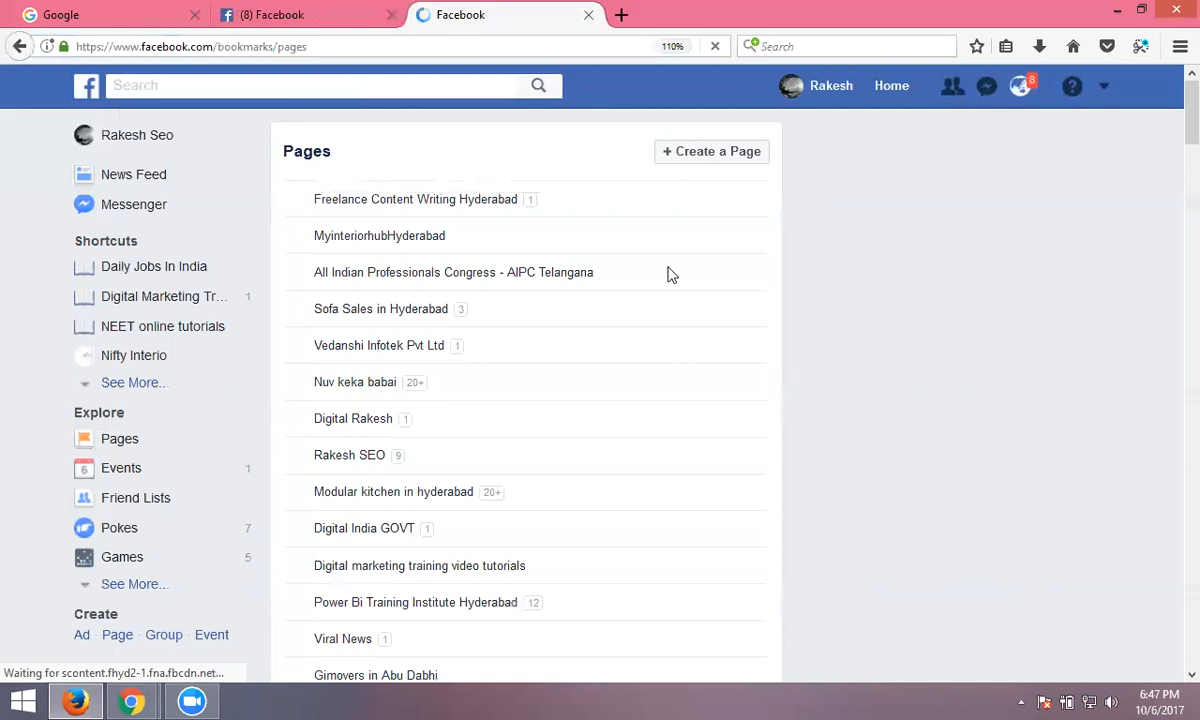 Google
(8) Facebook
Facebook
https://www.facebook.com/bookmarks/pages
110%
Search
Search
Rakesh
Home
8
Rakesh Seo
News Feed
Messenger
Shortcuts
Daily Jobs In India
Digital Marketing Tr... 1
NEET online tutorials
Nifty Interio
See More...
Explore
Pages
Events 1
6
Friend Lists
Pokes 7
Games 5
See More...
Create
Ad · Page · Group · Event
Pages
+ Create a Page
Freelance Content Writing Hyderabad 1
MyinteriorhubHyderabad
All Indian Professionals Congress - AIPC Telangana
Sofa Sales in Hyderabad 3
Vedanshi Infotek Pvt Ltd 1
Nuv keka babai 20+
Digital Rakesh 1
Rakesh SEO 9
Modular kitchen in hyderabad 20+
Digital India GOVT 1
Digital marketing training video tutorials
Power Bi Training Institute Hyderabad 12
Viral News 1
Gimovers in Abu Dabhi
Waiting for scontent.fhyd2-1.fna.fbcdn.net...
6:47 PM
10/6/2017